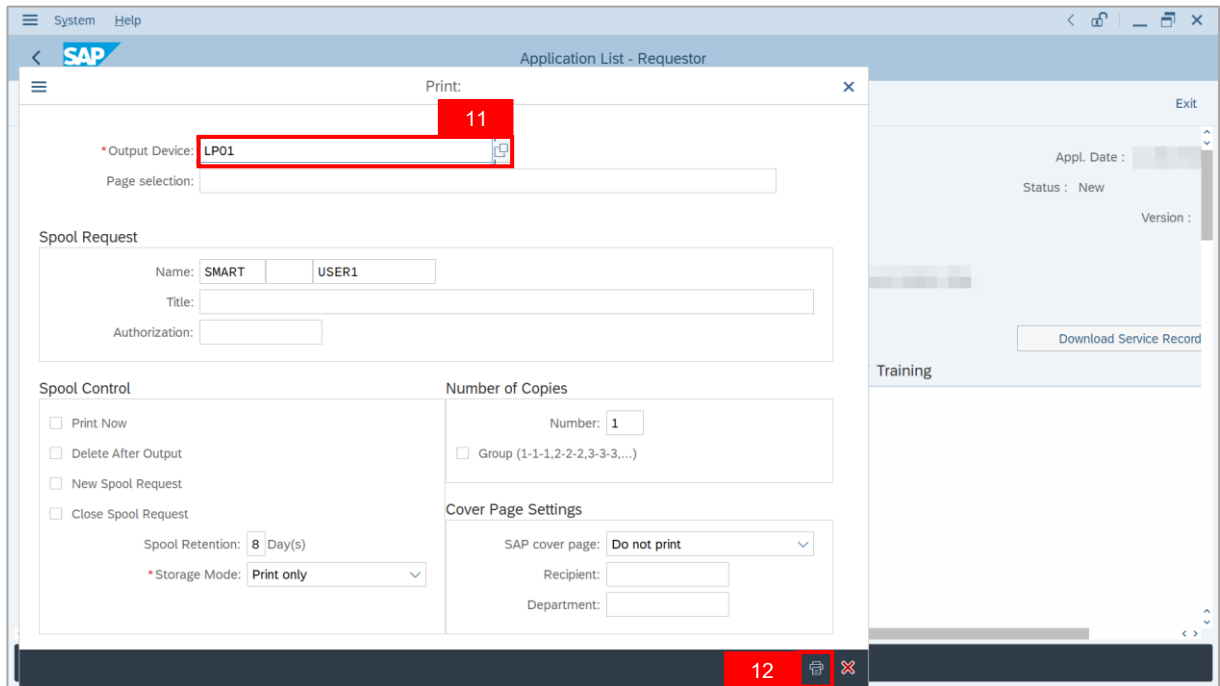 System Help
SAP
Application List - Requestor
Print:
Exit
11
*Output Device: LP01
Page selection:
Appl. Date :
Status : New
Version :
Spool Request
Name: SMART USER1
Title:
Authorization:
Download Service Record
Training
Spool Control
Number of Copies
Print Now
Number: 1
Delete After Output
Group (1-1-1,2-2-2,3-3-3,...)
New Spool Request
Close Spool Request
Cover Page Settings
Spool Retention: 8 Day(s)
SAP cover page: Do not print
*Storage Mode: Print only
Recipient:
Department:
12